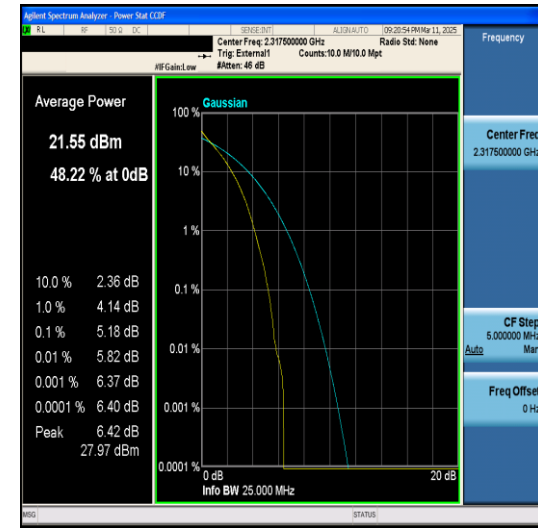 Agilent Spectrum Analyzer - Power Stat CCDF
RL RF 50 Ω DC SENSE:INT ALIGNAUTO 09:20:54 PM Mar 11, 2025
Center Freq: 2.317500000 GHz Radio Std: None
Trig: External1 Counts:10.0 M/10.0 Mpt
#IFGain:Low #Atten: 46 dB
Frequency
Average Power
21.55 dBm
48.22 % at 0dB
10.0 % 2.36 dB
1.0 % 4.14 dB
0.1 % 5.18 dB
0.01 % 5.82 dB
0.001 % 6.37 dB
0.0001 % 6.40 dB
Peak 6.42 dB
27.97 dBm
Gaussian
100 %
10 %
1 %
0.1 %
0.01 %
0.001 %
0.0001 %
0 dB 20 dB
Info BW 25.000 MHz
Center Freq
2.317500000 GHz
CF Step
5.000000 MHz
Auto Man
Freq Offset
0 Hz
MSG STATUS